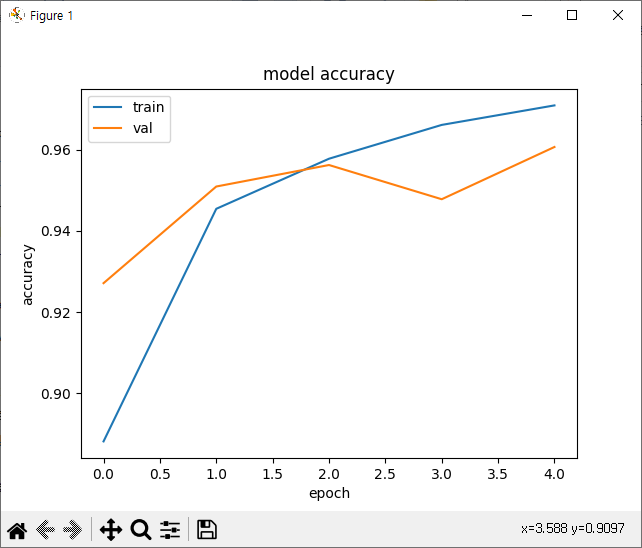 Figure 1
model accuracy
train
val
0.96
0.94
0.92
0.90
accuracy
0.0 0.5 1.0 1.5 2.0 2.5 3.0 3.5 4.0
epoch
x=3.588 y=0.9097